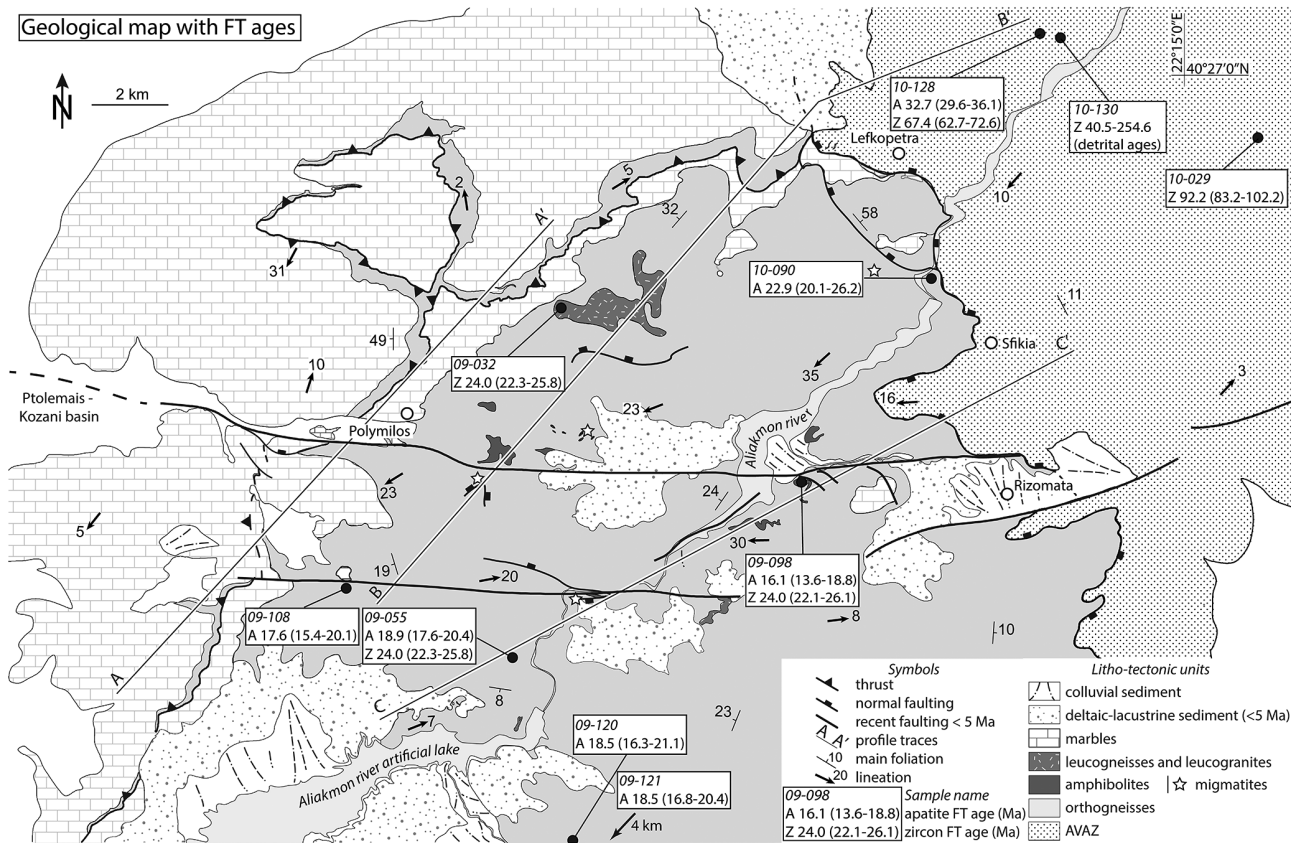 Geological map with FT ages
N
2 km
B'
22°15'0"E
40°27'0"N
10-128
A 32.7 (29.6-36.1)
Z 67.4 (62.7-72.6)
10-130
Z 40.5-254.6
(detrital ages)
10-029
Z 92.2 (83.2-102.2)
Lefkopetra
5
2
10
32
58
A'
31
10-090
A 22.9 (20.1-26.2)
11
49
Sfikia
C'
09-032
Z 24.0 (22.3-25.8)
10
35
3
Ptolemais -
Kozani basin
16
23
Polymilos
Aliakmon river
23
24
Rizomata
5
30
19
20
B
09-098
A 16.1 (13.6-18.8)
Z 24.0 (22.1-26.1)
09-108
A 17.6 (15.4-20.1)
09-055
A 18.9 (17.6-20.4)
Z 24.0 (22.3-25.8)
8
10
A
8
C
7
23
09-120
A 18.5 (16.3-21.1)
Aliakmon river artificial lake
09-121
A 18.5 (16.8-20.4)
4 km
Symbols
thrust
normal faulting
recent faulting < 5 Ma
A A' profile traces
10 main foliation
20 lineation
09-098 Sample name
A 16.1 (13.6-18.8) apatite FT age (Ma)
Z 24.0 (22.1-26.1) zircon FT age (Ma)
Litho-tectonic units
colluvial sediment
deltaic-lacustrine sediment (<5 Ma)
marbles
leucogneisses and leucogranites
amphibolites
migmatites
orthogneisses
AVAZ